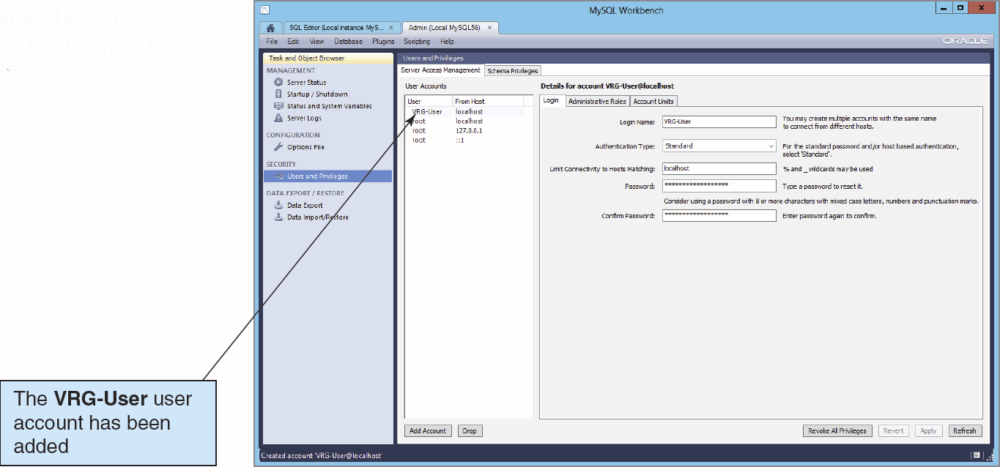 igure 10C-64
G-User Login in User
ts
MySQL Workbench
SQL Editor (Local instance MyS... ×
Admin (Local MySQL56) ×
File Edit View Database Plugins Scripting Help
ORACLE
Task and Object Browser
MANAGEMENT
Server Status
Startup / Shutdown
Status and System Variables
Server Logs
CONFIGURATION
Options File
SECURITY
Users and Privileges
DATA EXPORT / RESTORE
Data Export
Data Import/Restore
Users and Privileges
Server Access Management Schema Privileges
User Accounts
User From Host
VRG-User localhost
root localhost
root 127.0.0.1
root ::1
Add Account Drop
Details for account VRG-User@localhost
Login Administrative Roles Account Limits
Login Name: VRG-User You may create multiple accounts with the same name
to connect from different hosts.
Authentication Type: Standard For the standard password and/or host based authentication,
select 'Standard'.
Limit Connectivity to Hosts Matching: localhost % and _ wildcards may be used
Password: ****************** Type a password to reset it.
Consider using a password with 8 or more characters with mixed case letters, numbers and punctuation marks.
Confirm Password: ****************** Enter password again to confirm.
Revoke All Privileges Revert Apply Refresh
Created account 'VRG-User@localhost'
The VRG-User user
account has been
added